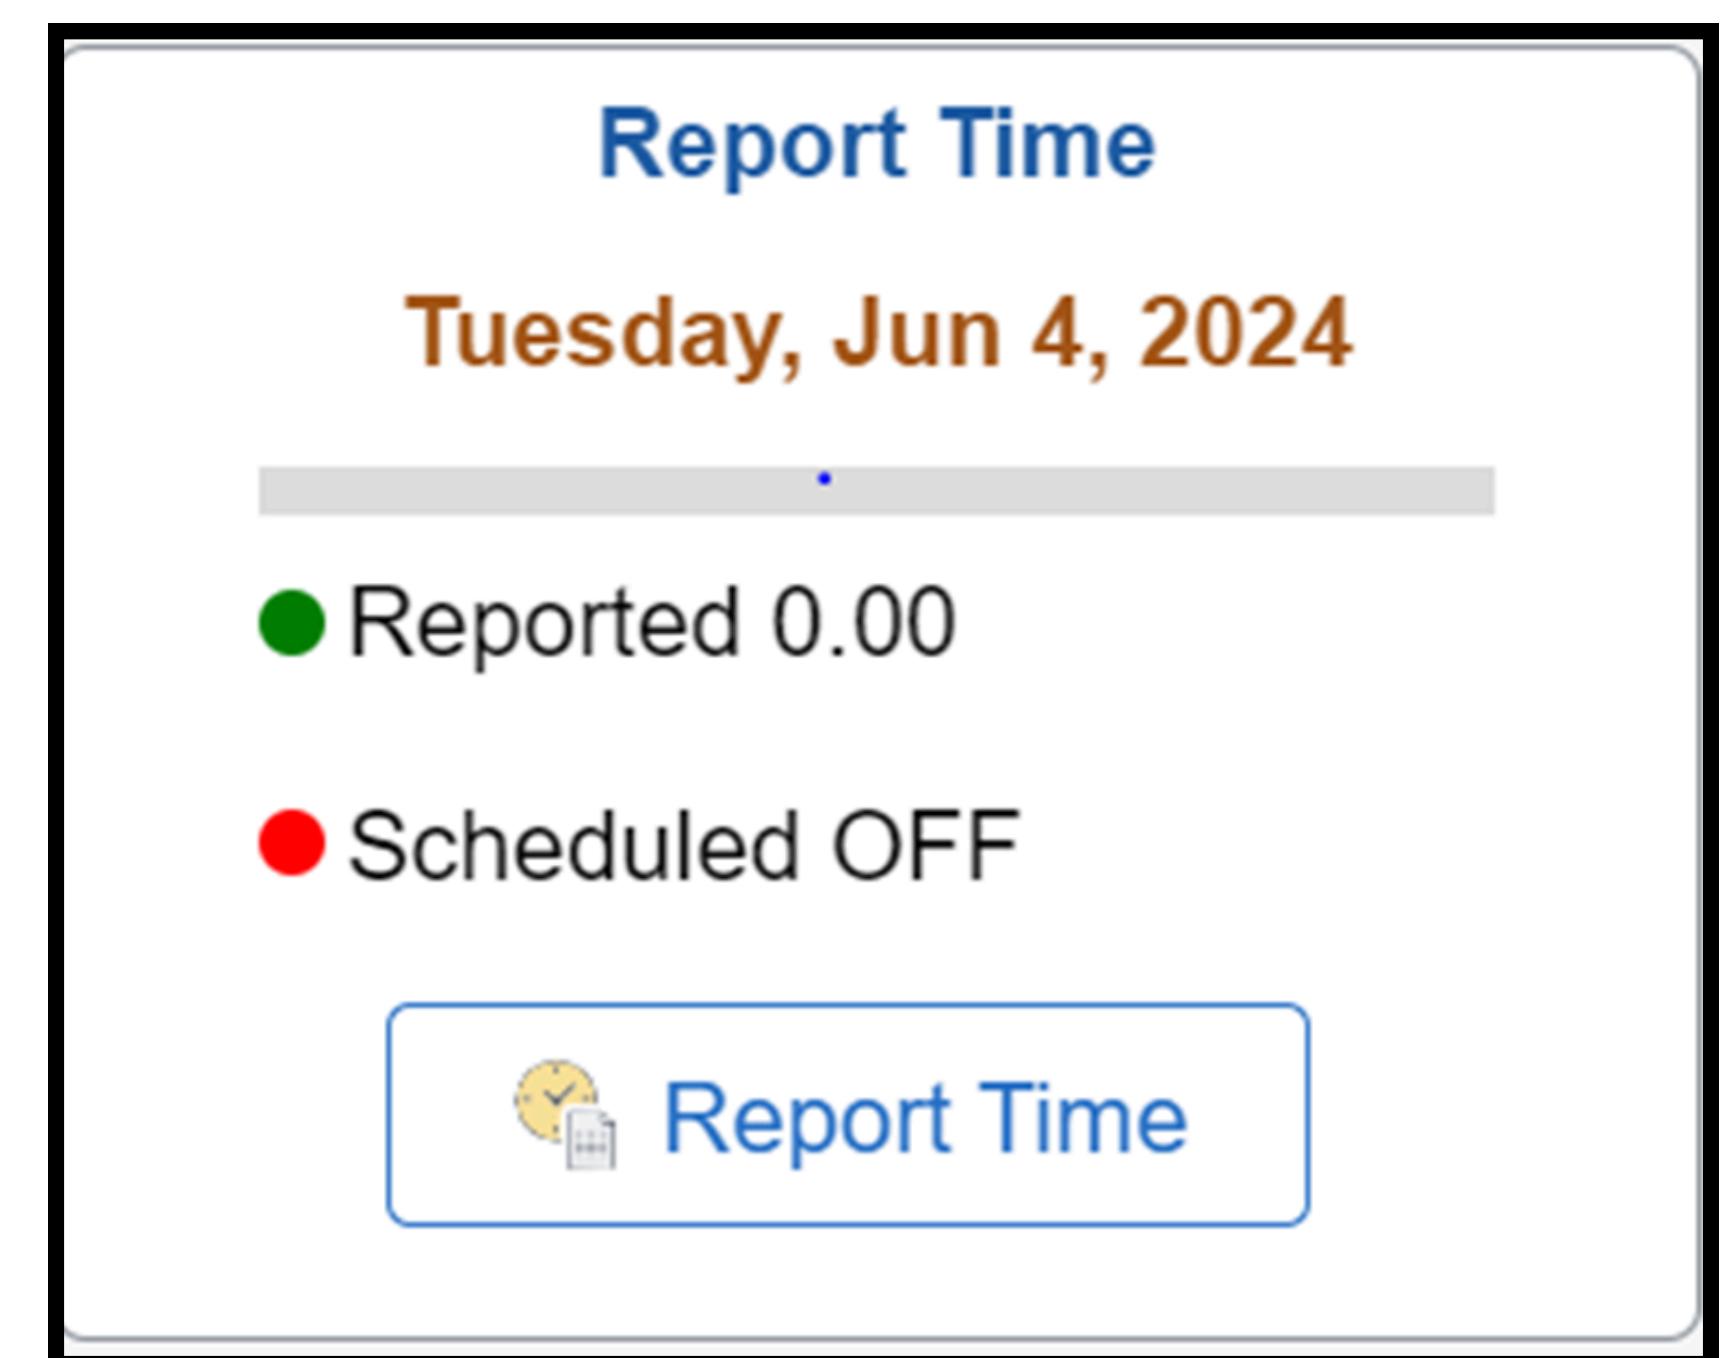 Report Time
Tuesday, Jun 4, 2024
Reported 0.00
Scheduled OFF
Report Time